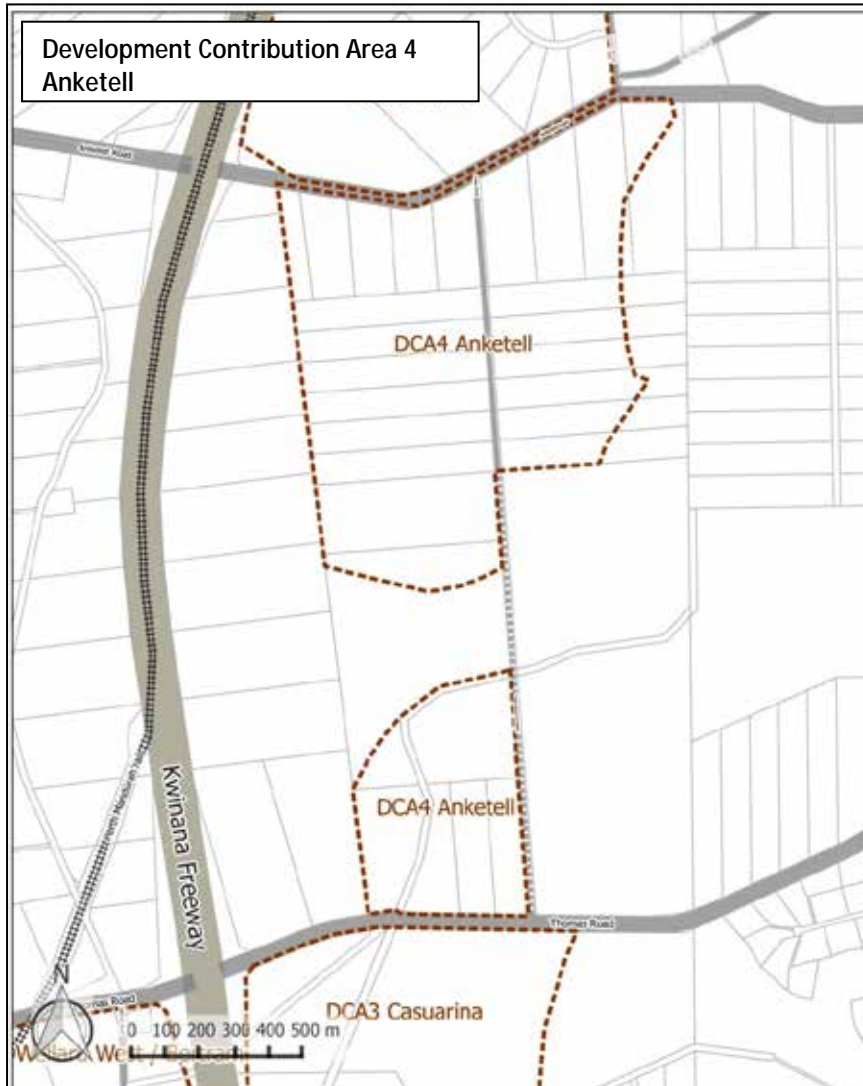 Development Contribution Area 4
Anketell
DCA4 Anketell
DCA4 Anketell
Kwinana Freeway
Thomas Road
DCA3 Casuarina
N
0 100 200 300 400 500 m
West /